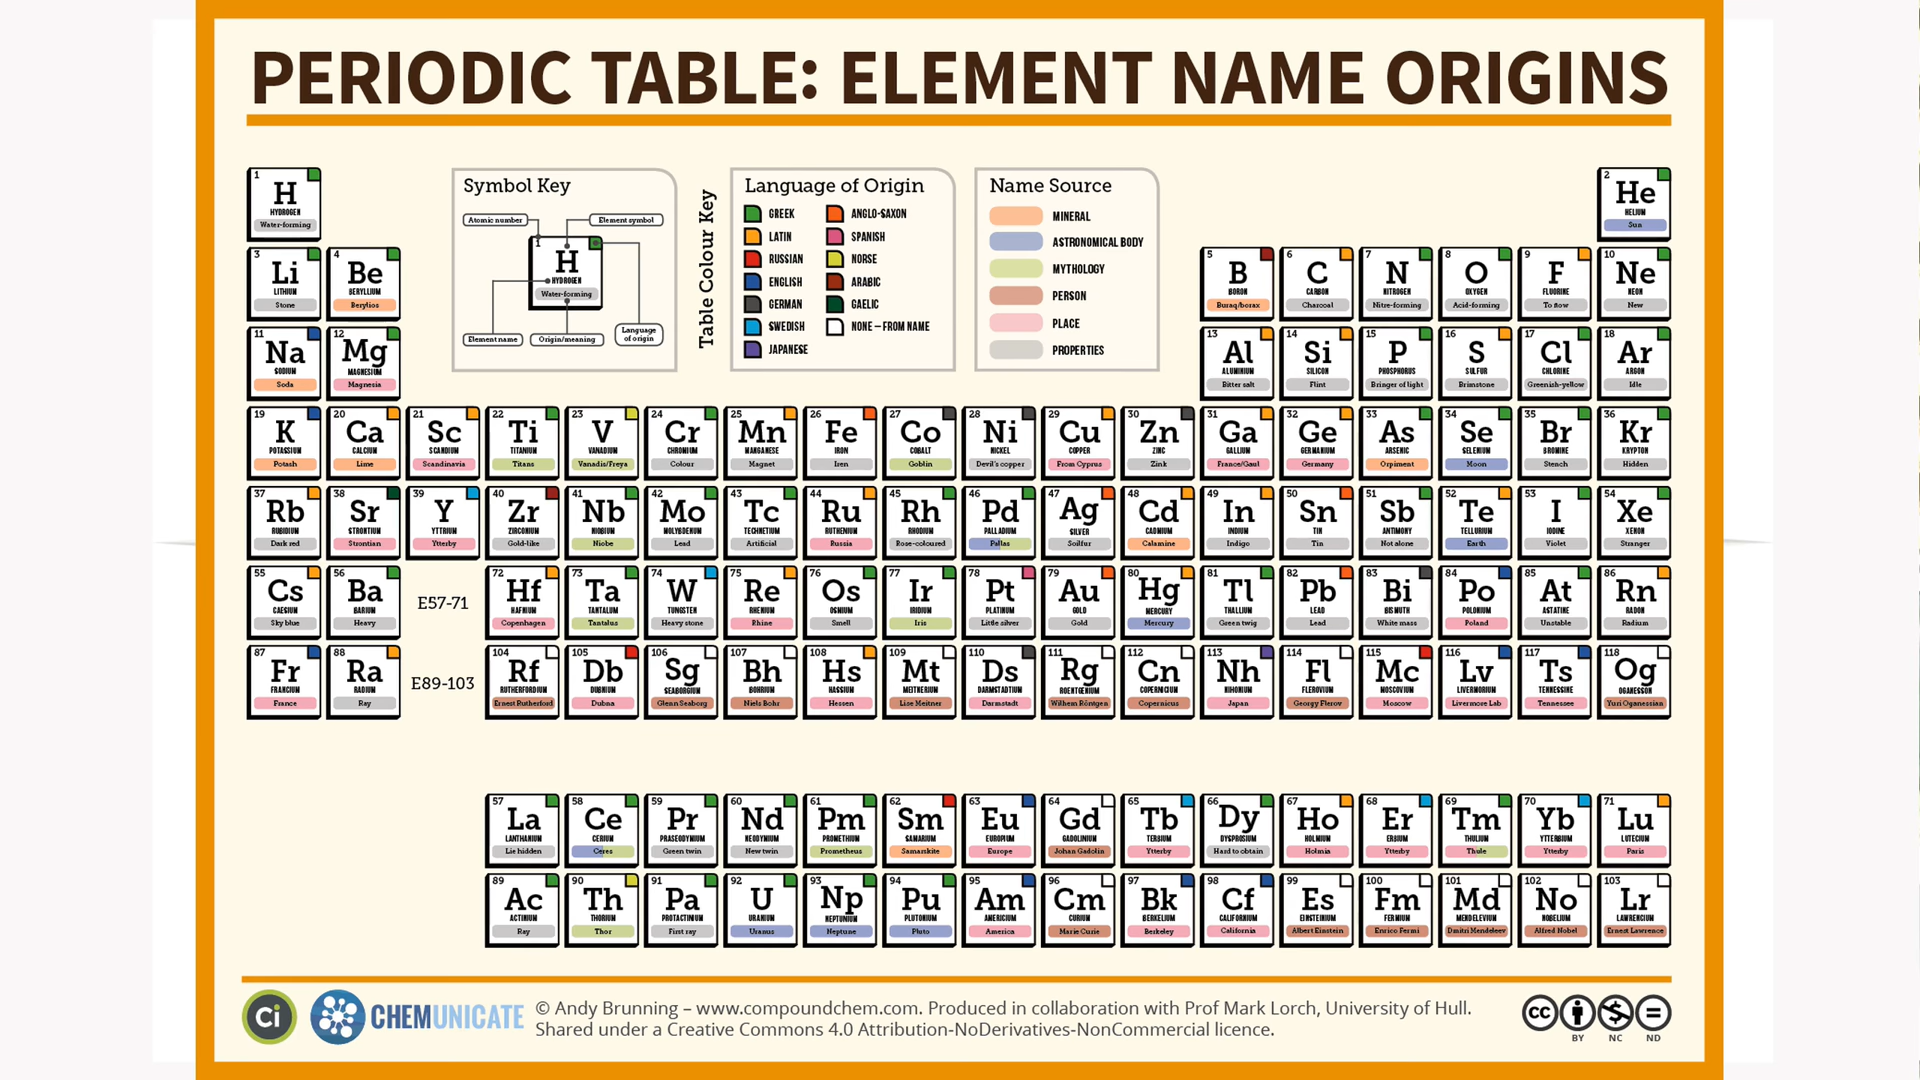 PERIODIC TABLE: ELEMENT NAME ORIGINS
Symbol Key
Atomic number
Element symbol
1
H
HYDROGEN
Water-forming
Element name
Origin/meaning
Language
of origin
Table Colour Key
Language of Origin
GREEK
LATIN
RUSSIAN
ENGLISH
GERMAN
SWEDISH
JAPANESE
ANGLO-SAXON
SPANISH
NORSE
ARABIC
GAELIC
NONE – FROM NAME
Name Source
MINERAL
ASTRONOMICAL BODY
MYTHOLOGY
PERSON
PLACE
PROPERTIES
1 H HYDROGEN Water-forming
2 He HELIUM Sun
3 Li LITHIUM Stone
4 Be BERYLLIUM Berylios
5 B BORON Buraq/borax
6 C CARBON Charcoal
7 N NITROGEN Nitre-forming
8 O OXYGEN Acid-forming
9 F FLUORINE To flow
10 Ne NEON New
11 Na SODIUM Soda
12 Mg MAGNESIUM Magnesia
13 Al ALUMINIUM Bitter salt
14 Si SILICON Flint
15 P PHOSPHORUS Bringer of light
16 S SULFUR Brimstone
17 Cl CHLORINE Greenish-yellow
18 Ar ARGON Idle
19 K POTASSIUM Potash
20 Ca CALCIUM Lime
21 Sc SCANDIUM Scandinavia
22 Ti TITANIUM Titans
23 V VANADIUM Vanadis/Freya
24 Cr CHROMIUM Colour
25 Mn MANGANESE Magnet
26 Fe IRON Iren
27 Co COBALT Goblin
28 Ni NICKEL Devil's copper
29 Cu COPPER From Cyprus
30 Zn ZINC Zink
31 Ga GALLIUM France/Gaul
32 Ge GERMANIUM Germany
33 As ARSENIC Orpiment
34 Se SELENIUM Moon
35 Br BROMINE Stench
36 Kr KRYPTON Hidden
37 Rb RUBIDIUM Dark red
38 Sr STRONTIUM Strontian
39 Y YTTRIUM Ytterby
40 Zr ZIRCONIUM Gold-like
41 Nb NIOBIUM Niobe
42 Mo MOLYBDENUM Lead
43 Tc TECHNETIUM Artificial
44 Ru RUTHENIUM Russia
45 Rh RHODIUM Rose-coloured
46 Pd PALLADIUM Pallas
47 Ag SILVER Soilfur
48 Cd CADMIUM Calamine
49 In INDIUM Indigo
50 Sn TIN Tin
51 Sb ANTIMONY Not alone
52 Te TELLURIUM Earth
53 I IODINE Violet
54 Xe XENON Stranger
55 Cs CAESIUM Sky blue
56 Ba BARIUM Heavy
E57-71
72 Hf HAFNIUM Copenhagen
73 Ta TANTALUM Tantalus
74 W TUNGSTEN Heavy stone
75 Re RHENIUM Rhine
76 Os OSMIUM Smell
77 Ir IRIDIUM Iris
78 Pt PLATINUM Little silver
79 Au GOLD Gold
80 Hg MERCURY Mercury
81 Tl THALLIUM Green twig
82 Pb LEAD Lead
83 Bi BISMUTH White mass
84 Po POLONIUM Poland
85 At ASTATINE Unstable
86 Rn RADON Radium
87 Fr FRANCIUM France
88 Ra RADIUM Ray
E89-103
104 Rf RUTHERFORDIUM Ernest Rutherford
105 Db DUBNIUM Dubna
106 Sg SEABORGIUM Glenn Seaborg
107 Bh BOHRIUM Niels Bohr
108 Hs HASSIUM Hessen
109 Mt MEITNERIUM Lise Meitner
110 Ds DARMSTADTIUM Darmstadt
111 Rg ROENTGENIUM Wilhem Röntgen
112 Cn COPERNICIUM Copernicus
113 Nh NIHONIUM Japan
114 Fl FLEROVIUM Georgy Flerov
115 Mc MOSCOVIUM Moscow
116 Lv LIVERMORIUM Livermore Lab
117 Ts TENNESSINE Tennessee
118 Og OGANESSON Yuri Oganessian
57 La LANTHANUM Lie hidden
58 Ce CERIUM Ceres
59 Pr PRASEODYMIUM Green twin
60 Nd NEODYMIUM New twin
61 Pm PROMETHIUM Prometheus
62 Sm SAMARIUM Samarskite
63 Eu EUROPIUM Europe
64 Gd GADOLINIUM Johan Gadolin
65 Tb TERBIUM Ytterby
66 Dy DYSPROSIUM Hard to obtain
67 Ho HOLMIUM Holmia
68 Er ERBIUM Ytterby
69 Tm THULIUM Thule
70 Yb YTTERBIUM Ytterby
71 Lu LUTECIUM Paris
89 Ac ACTINIUM Ray
90 Th THORIUM Thor
91 Pa PROTACTINIUM First ray
92 U URANIUM Uranus
93 Np NEPTUNIUM Neptune
94 Pu PLUTONIUM Pluto
95 Am AMERICIUM America
96 Cm CURIUM Marie Curie
97 Bk BERKELIUM Berkeley
98 Cf CALIFORNIUM California
99 Es EINSTEINIUM Albert Einstein
100 Fm FERMIUM Enrico Fermi
101 Md MENDELEVIUM Dmitri Mendeleev
102 No NOBELIUM Alfred Nobel
103 Lr LAWRENCIUM Ernest Lawrence
Ci
CHEMUNICATE
© Andy Brunning – www.compoundchem.com. Produced in collaboration with Prof Mark Lorch, University of Hull.
Shared under a Creative Commons 4.0 Attribution-NoDerivatives-NonCommercial licence.
cc
BY NC ND